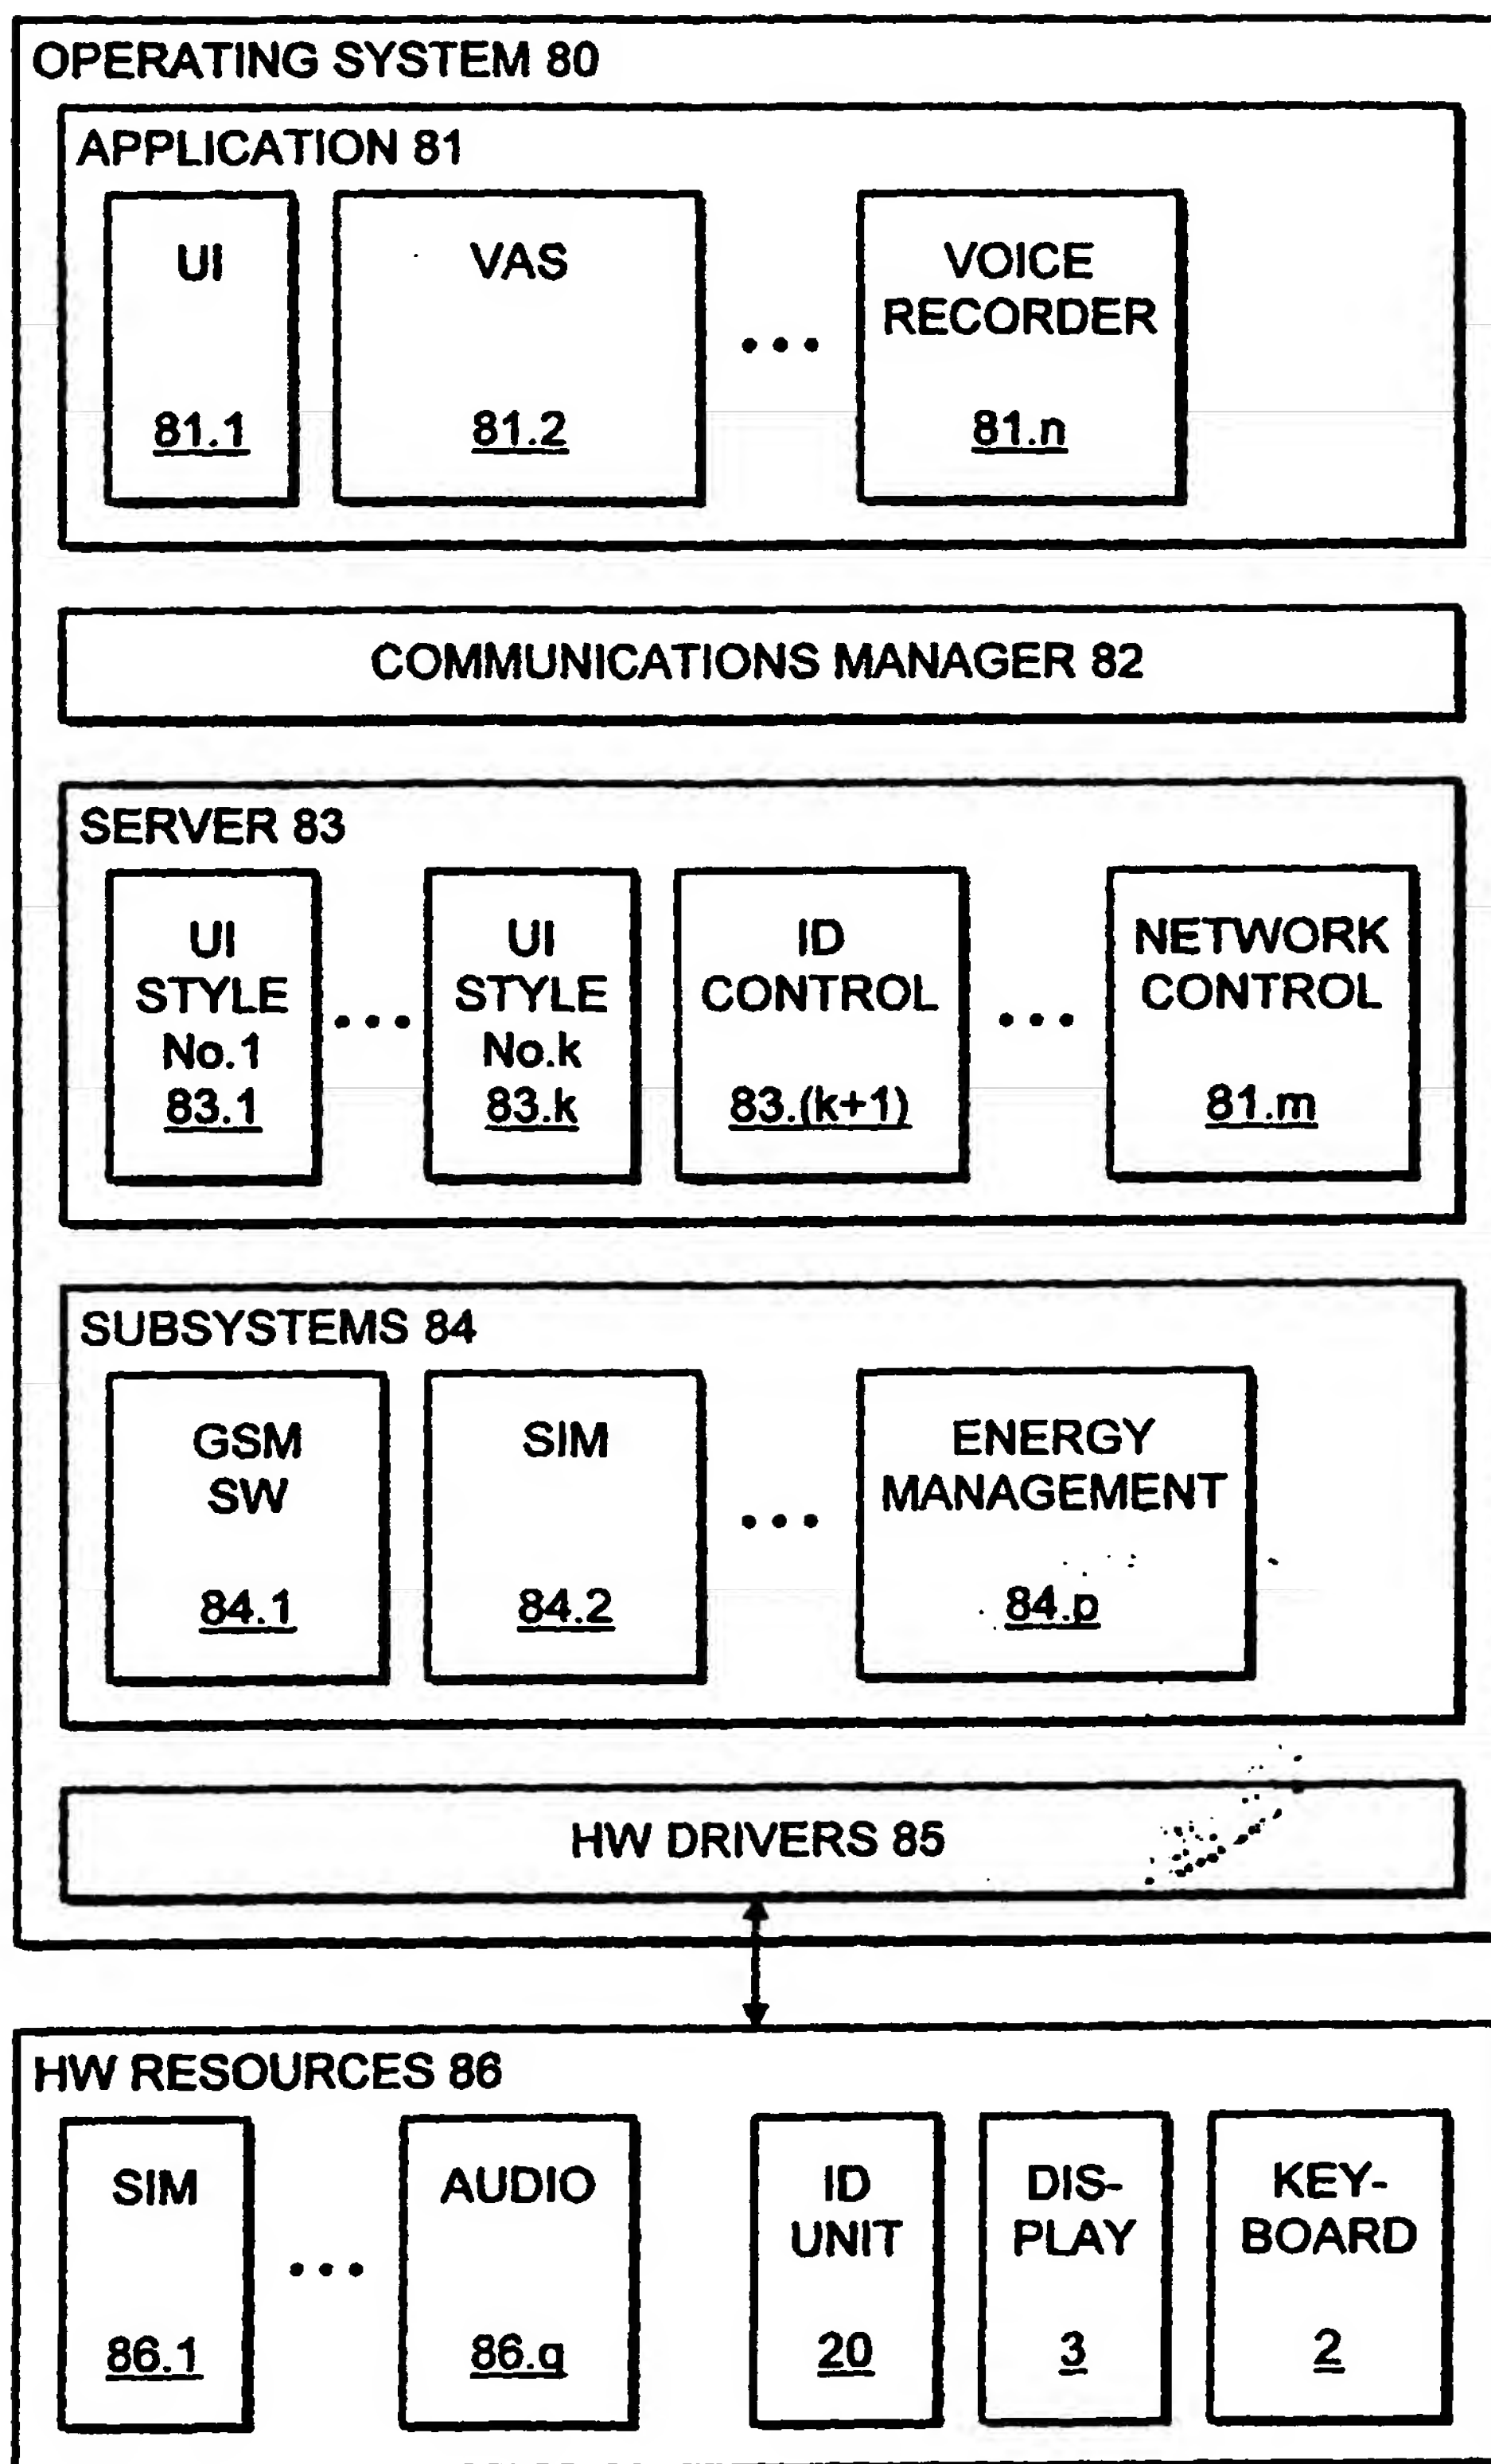 OPERATING SYSTEM 80
APPLICATION 81
UI
81.1
VAS
81.2
...
VOICE
RECORDER
81.n
COMMUNICATIONS MANAGER 82
SERVER 83
UI
STYLE
No.1
83.1
...
UI
STYLE
No.k
83.k
ID
CONTROL
83.(k+1)
...
NETWORK
CONTROL
81.m
SUBSYSTEMS 84
GSM
SW
84.1
SIM
84.2
...
ENERGY
MANAGEMENT
84.p
HW DRIVERS 85
HW RESOURCES 86
SIM
86.1
...
AUDIO
86.q
ID
UNIT
20
DIS-
PLAY
3
KEY-
BOARD
2